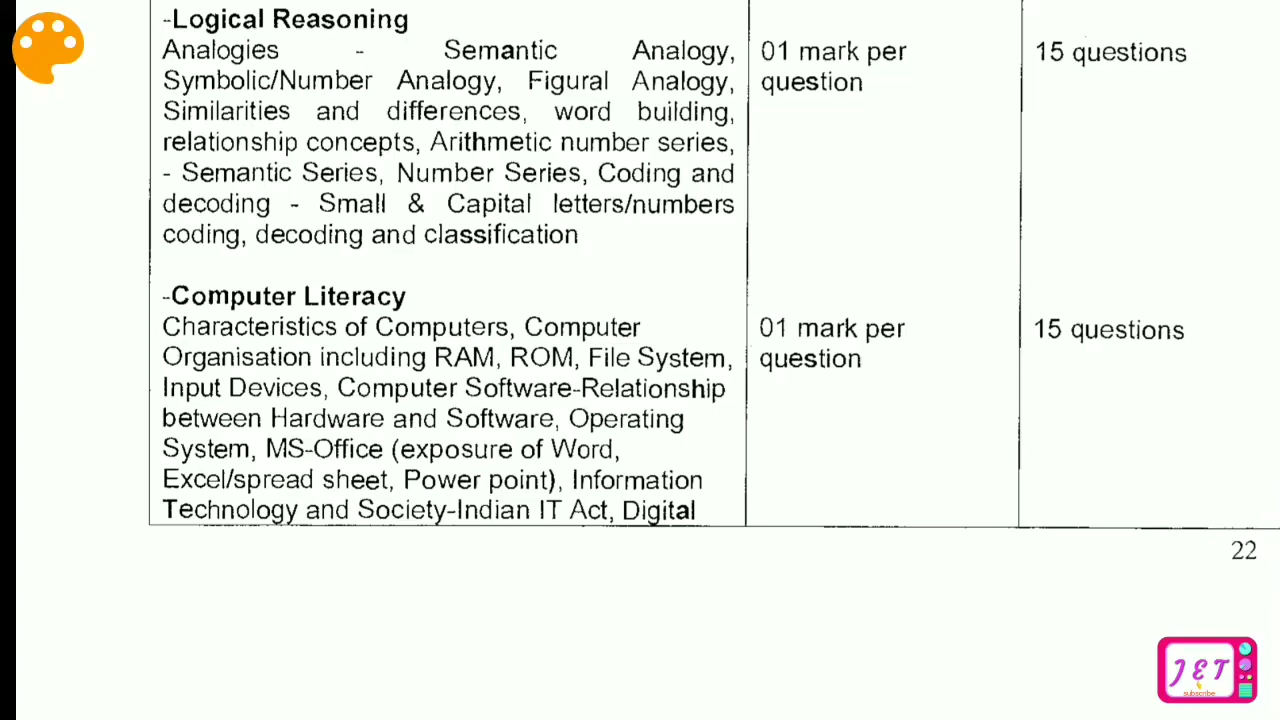 -Logical Reasoning
Analogies - Semantic Analogy,
Symbolic/Number Analogy, Figural Analogy,
Similarities and differences, word building,
relationship concepts, Arithmetic number series,
- Semantic Series, Number Series, Coding and
decoding - Small & Capital letters/numbers
coding, decoding and classification
01 mark per
question
15 questions
-Computer Literacy
Characteristics of Computers, Computer
Organisation including RAM, ROM, File System,
Input Devices, Computer Software-Relationship
between Hardware and Software, Operating
System, MS-Office (exposure of Word,
Excel/spread sheet, Power point), Information
Technology and Society-Indian IT Act, Digital
01 mark per
question
15 questions
22
JET
subscribe